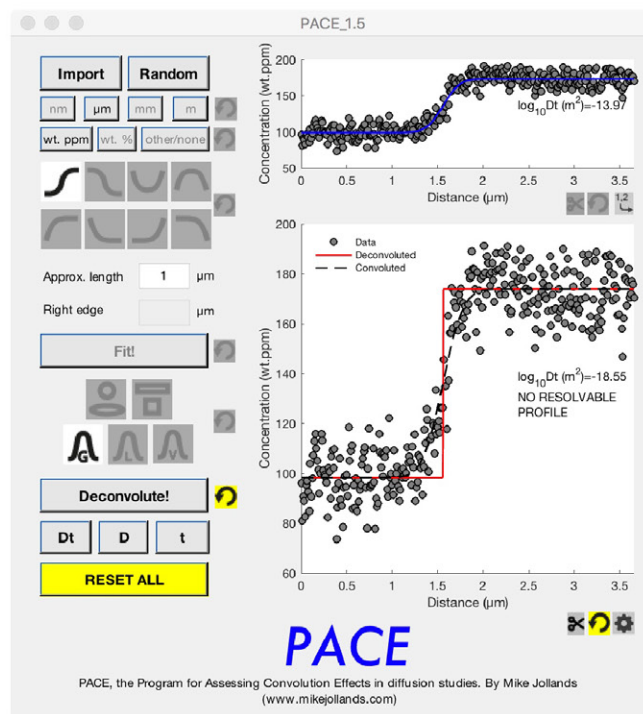 PACE_1.5
Import
Random
nm
µm
mm
m
wt. ppm
wt. %
other/none
Approx. length
1
µm
Right edge
µm
Fit!
G
L
V
Deconvolute!
Dt
D
t
RESET ALL
200
150
100
50
Concentration (wt.ppm)
log10Dt (m2)=-13.97
0
0.5
1
1.5
2
2.5
3
3.5
Distance (µm)
1,2
200
180
160
140
120
100
80
60
Concentration (wt.ppm)
Data
Deconvoluted
Convoluted
log10Dt (m2)=-18.55
NO RESOLVABLE
PROFILE
0
0.5
1
1.5
2
2.5
3
3.5
Distance (µm)
PACE
PACE, the Program for Assessing Convolution Effects in diffusion studies. By Mike Jollands
(www.mikejollands.com)